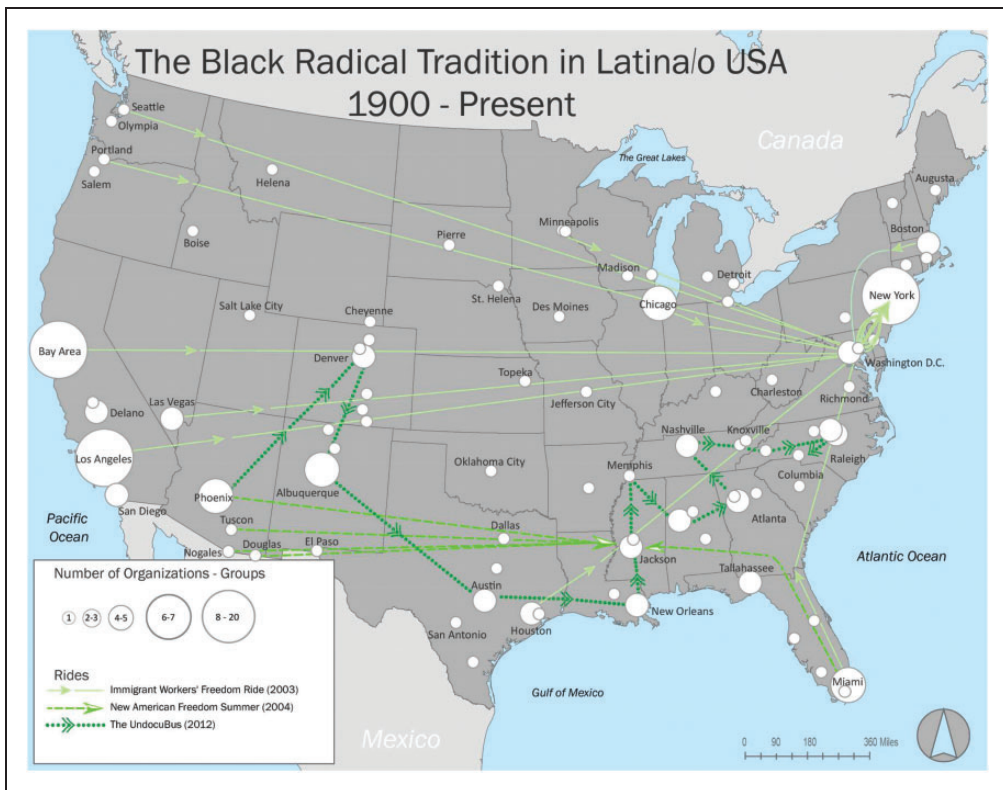 The Black Radical Tradition in Latina/o USA
1900 - Present
Canada
Seattle
Olympia
Portland
Salem
Helena
Boise
The Great Lakes
Augusta
Minneapolis
Pierre
Boston
Madison
Detroit
St. Helena
Des Moines
Chicago
New York
Salt Lake City
Cheyenne
Bay Area
Denver
Washington D.C.
Topeka
Jefferson City
Charleston
Richmond
Las Vegas
Delano
Nashville
Knoxville
Raleigh
Los Angeles
Oklahoma City
Memphis
Columbia
Albuquerque
Phoenix
San Diego
Tuscon
Dallas
Atlanta
Pacific
Ocean
Nogales
Douglas
El Paso
Jackson
Atlantic Ocean
Tallahassee
Austin
New Orleans
San Antonio
Houston
Miami
Gulf of Mexico
Mexico
Number of Organizations - Groups
1
2-3
4-5
6-7
8 - 20
Rides
Immigrant Workers' Freedom Ride (2003)
New American Freedom Summer (2004)
The UndocuBus (2012)
0 90 180 360 Miles